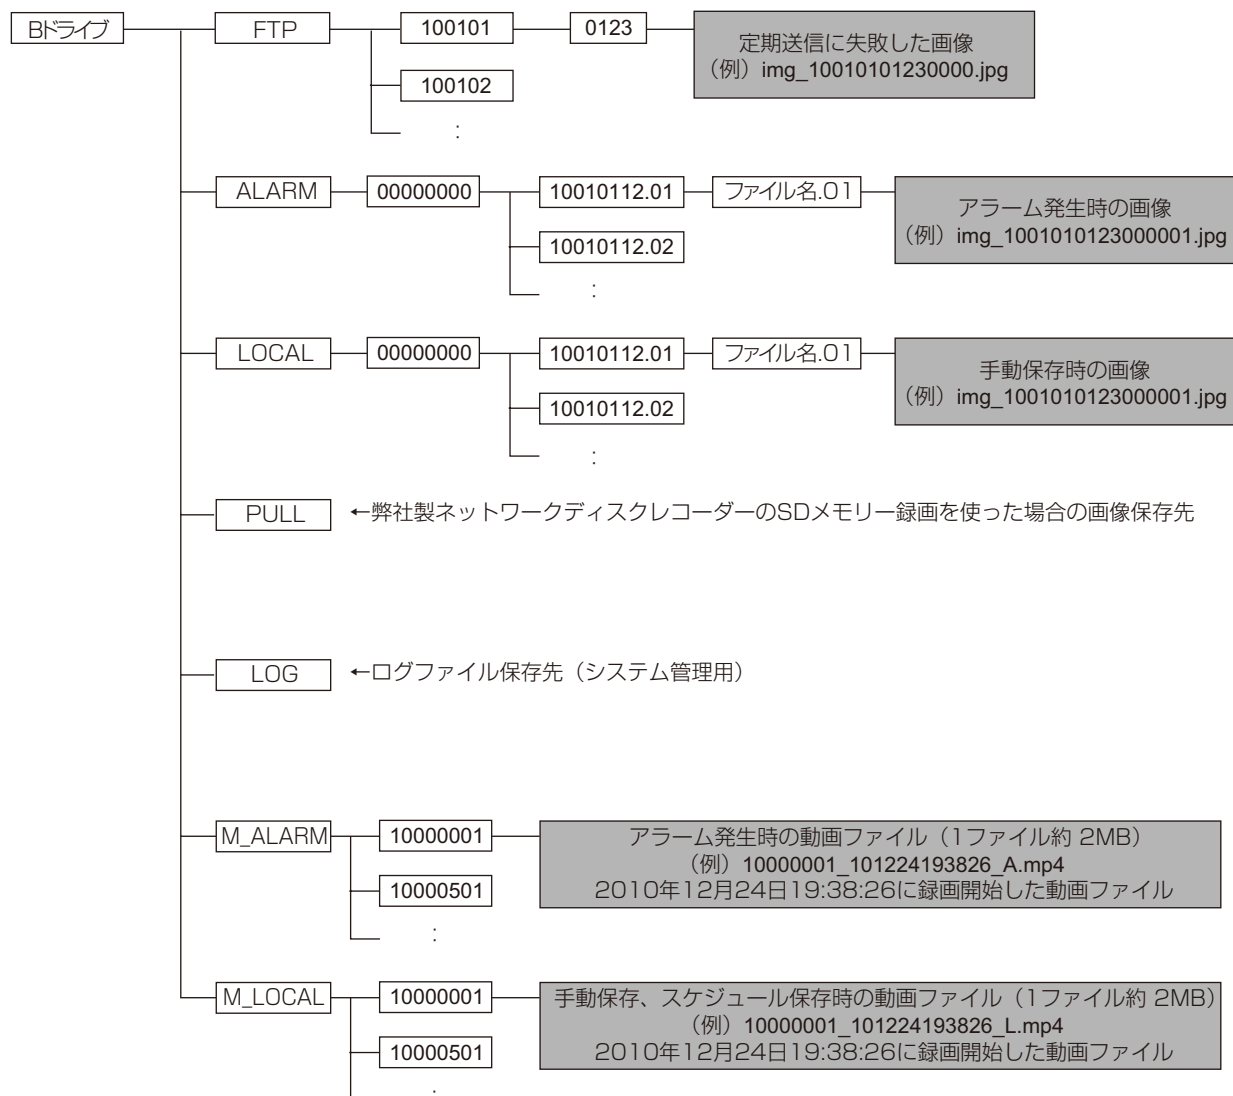 Bドライブ
FTP
100101
0123
定期送信に失敗した画像
（例）img_10010101230000.jpg
100102
：
ALARM
00000000
10010112.01
ファイル名.01
アラーム発生時の画像
（例）img_1001010123000001.jpg
10010112.02
：
LOCAL
00000000
10010112.01
ファイル名.01
手動保存時の画像
（例）img_1001010123000001.jpg
10010112.02
：
PULL
←弊社製ネットワークディスクレコーダーのSDメモリー録画を使った場合の画像保存先
LOG
←ログファイル保存先（システム管理用）
M_ALARM
10000001
アラーム発生時の動画ファイル（1ファイル約 2MB）
（例）10000001_101224193826_A.mp4
2010年12月24日19:38:26に録画開始した動画ファイル
10000501
：
M_LOCAL
10000001
手動保存、スケジュール保存時の動画ファイル（1ファイル約 2MB）
（例）10000001_101224193826_L.mp4
2010年12月24日19:38:26に録画開始した動画ファイル
10000501
：